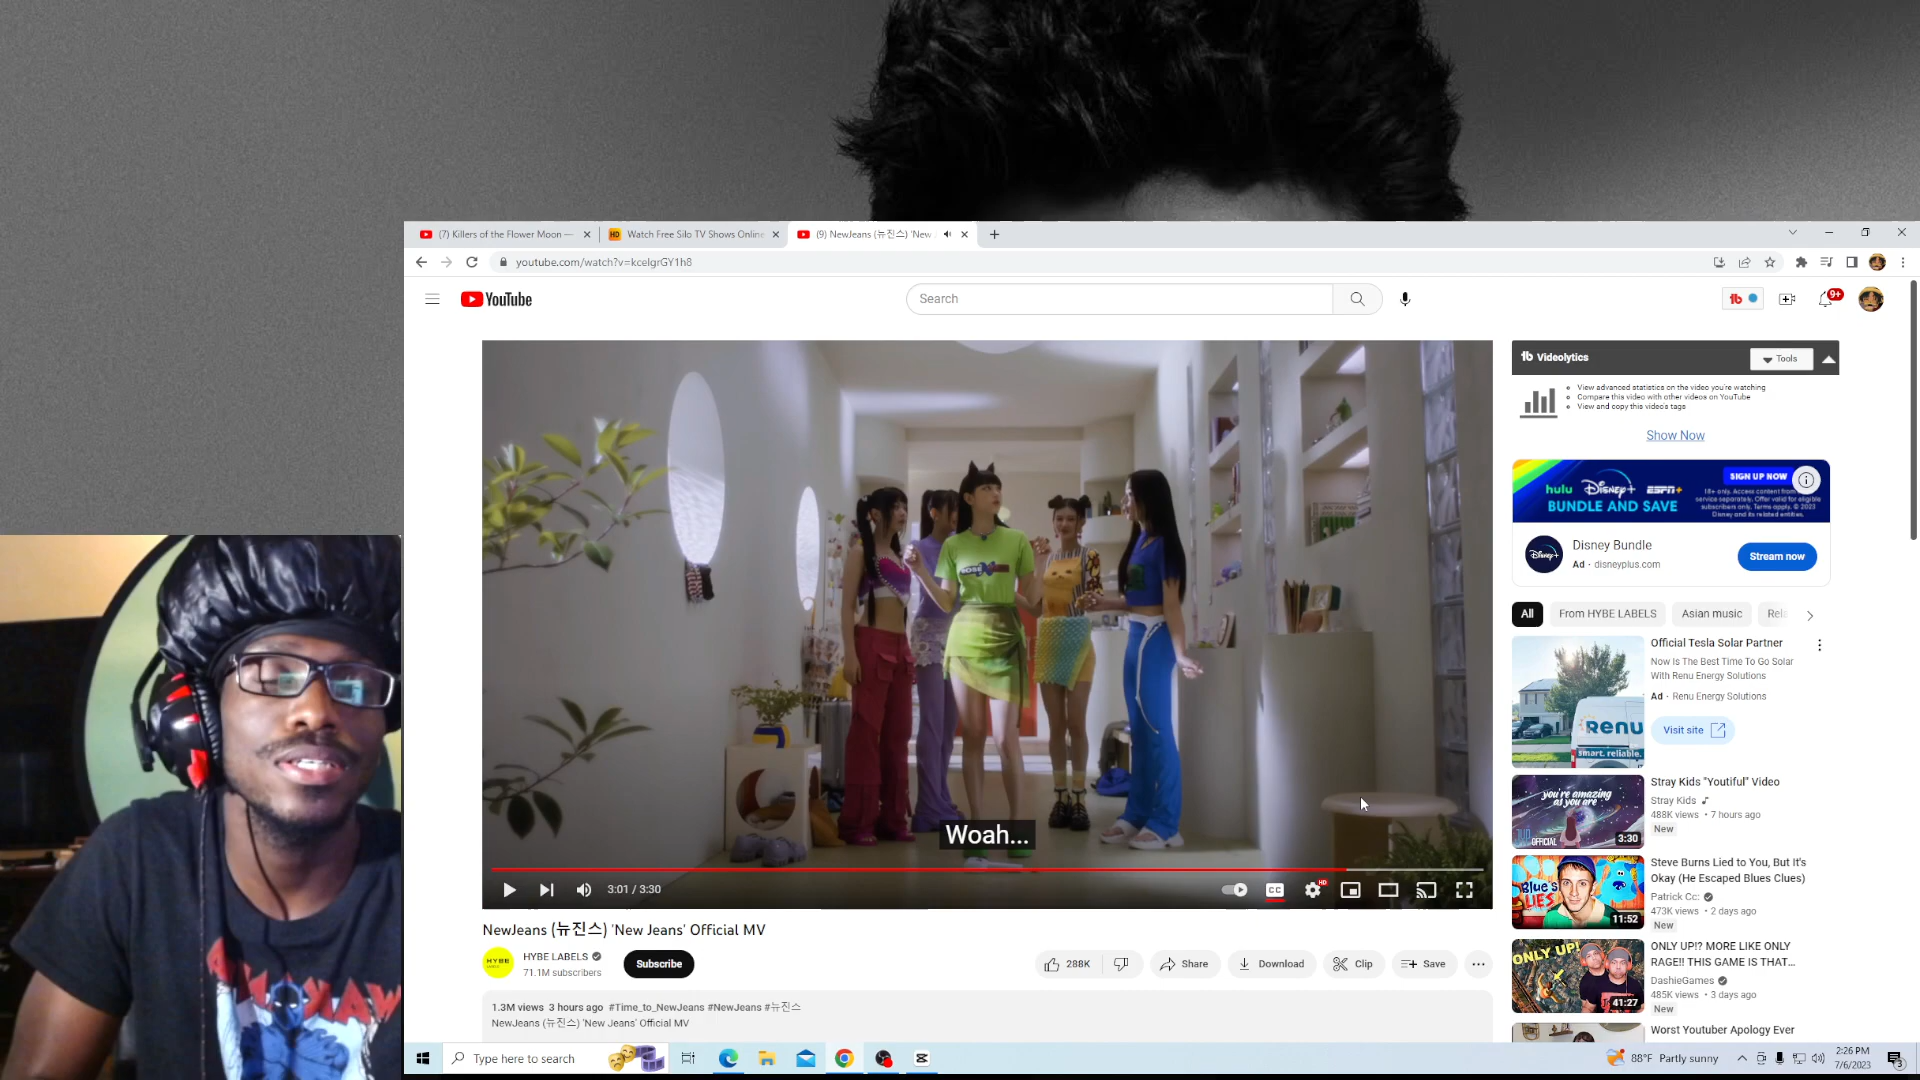 (7) Killers of the Flower Moon —
Watch Free Silo TV Shows Online
(9) NewJeans (뉴진스) 'New
youtube.com/watch?v=kcelgrGY1h8
YouTube
Search
9+
Videolytics
Tools
View advanced statistics on the video you're watching
Compare this video with other videos on YouTube
View and copy this video's tags
Show Now
hulu Disney+ ESPN+
BUNDLE AND SAVE
SIGN UP NOW
Disney Bundle
Ad · disneyplus.com
Stream now
All
From HYBE LABELS
Asian music
Rela
Official Tesla Solar Partner
Now Is The Best Time To Go Solar
With Renu Energy Solutions
Ad · Renu Energy Solutions
Visit site
Renu
smart. reliable.
Stray Kids "Youtiful" Video
Stray Kids
488K views • 7 hours ago
New
you're amazing
as you are
OFFICIAL
3:30
Steve Burns Lied to You, But It's
Okay (He Escaped Blues Clues)
Patrick Cc:
473K views • 2 days ago
New
Blue's
LIES
11:52
ONLY UP!? MORE LIKE ONLY
RAGE!! THIS GAME IS THAT...
DashieGames
485K views • 3 days ago
New
ONLY UP!
41:27
Worst Youtuber Apology Ever
Woah...
3:01 / 3:30
CC
HD
NewJeans (뉴진스) 'New Jeans' Official MV
HYBE
LABELS
HYBE LABELS
71.1M subscribers
Subscribe
288K
Share
Download
Clip
Save
1.3M views 3 hours ago #Time_to_NewJeans #NewJeans #뉴진스
NewJeans (뉴진스) 'New Jeans' Official MV
Type here to search
88°F Partly sunny
2:26 PM
7/6/2023
3